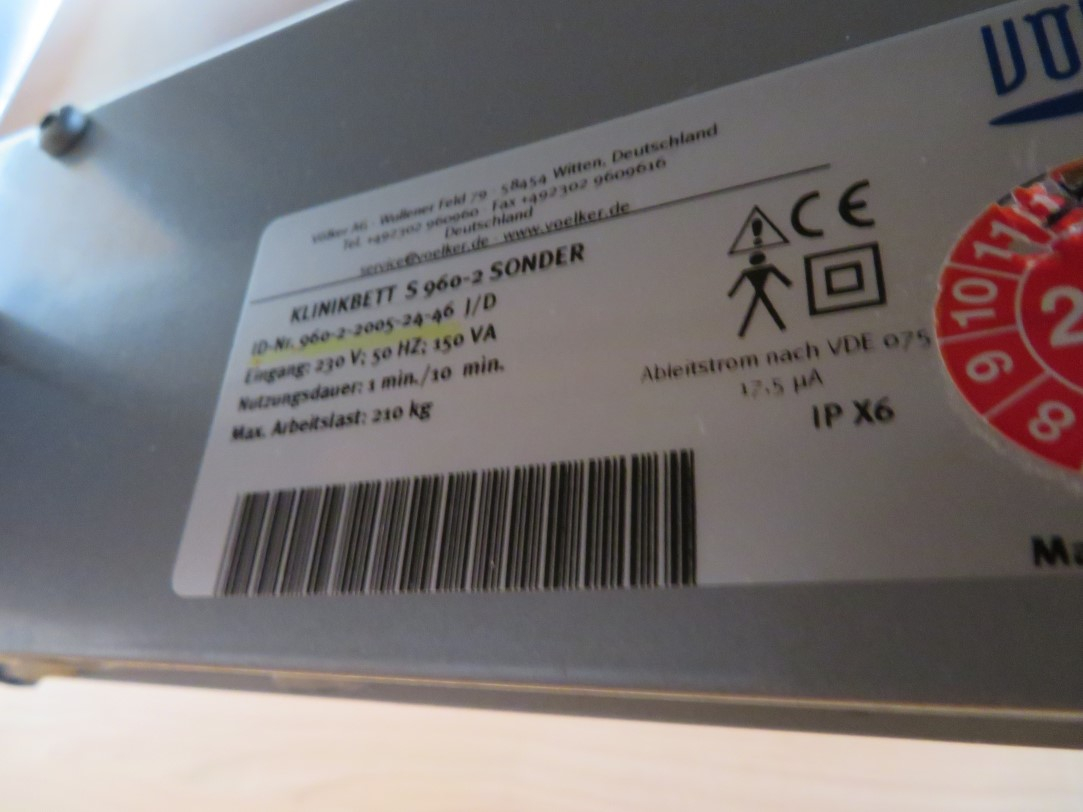 Völker AG · Wullener Feld 79 · 58454 Witten, Deutschland
Tel. +492302 960960 · Fax +492302 9609616
Deutschland
service@voelker.de · www.voelker.de
KLINIKBETT S 960-2 SONDER
ID-Nr. 960-2-2005-24-46 J/D
Eingang: 230 V; 50 HZ; 150 VA
Nutzungsdauer: 1 min./10 min.
Max. Arbeitslast: 210 kg
CE
Ableitstrom nach VDE 075
17,5 µA
IP X6
11
10
9
8
2